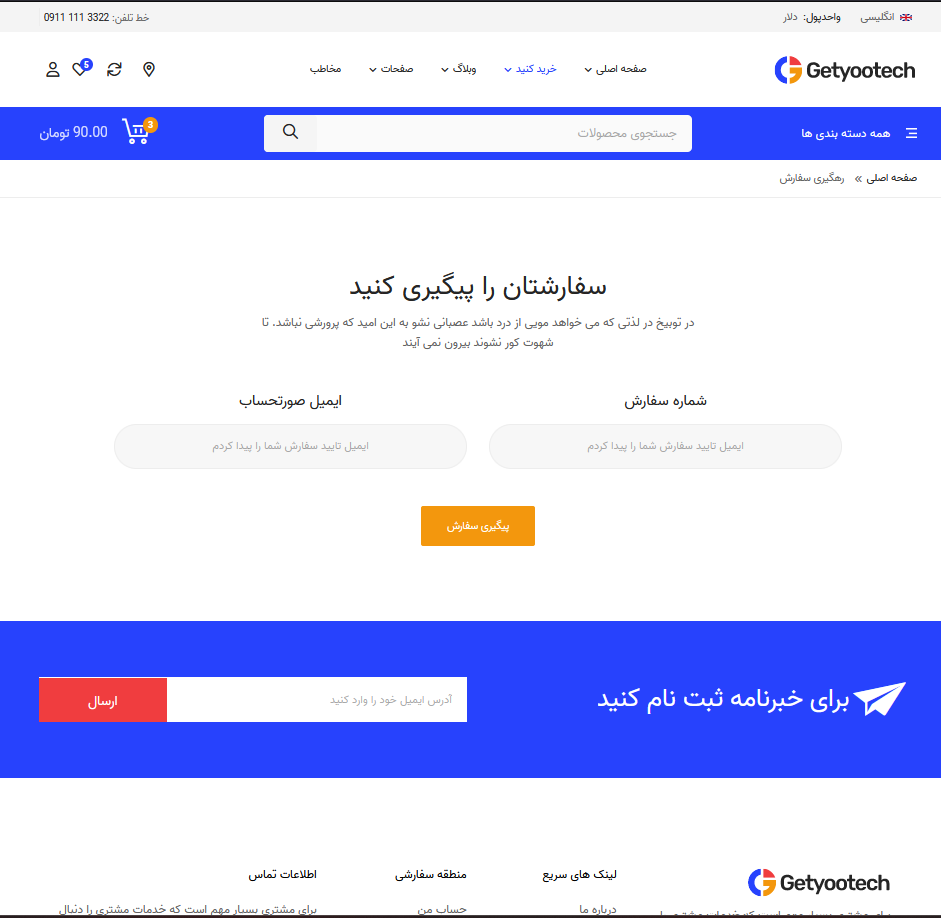 انگلیسی واحدپول: دلار خط تلفن: 3322 111 0911
Getyootech صفحه اصلی خرید کنید وبلاگ صفحات مخاطب 5
همه دسته بندی ها جستجوی محصولات 3 90.00 تومان
صفحه اصلی » رهگیری سفارش
سفارشتان را پیگیری کنید
در توبیخ در لذتی که می خواهد مویی از درد باشد عصبانی نشو به این امید که پرورشی نباشد. تا
شهوت کور نشوند بیرون نمی آیند
شماره سفارش ایمیل صورتحساب
ایمیل تایید سفارش شما را پیدا کردم ایمیل تایید سفارش شما را پیدا کردم
پیگیری سفارش
برای خبرنامه ثبت نام کنید آدرس ایمیل خود را وارد کنید ارسال
Getyootech لینک های سریع منطقه سفارشی اطلاعات تماس
درباره ما حساب من برای مشتری بسیار مهم است که خدمات مشتری را دنبال